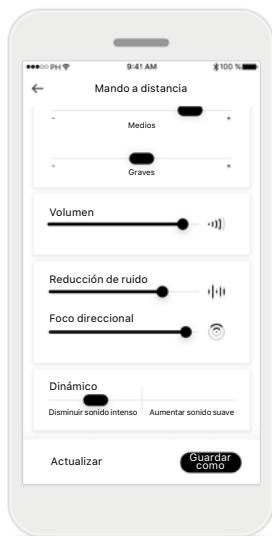 ●●●○○ PH 9:41 AM 100 %
Mando a distancia
- +
Medios
- +
Graves
Volumen
Reducción de ruido
Foco direccional
Dinámico
Disminuir sonido intenso Aumentar sonido suave
Actualizar
Guardar
como